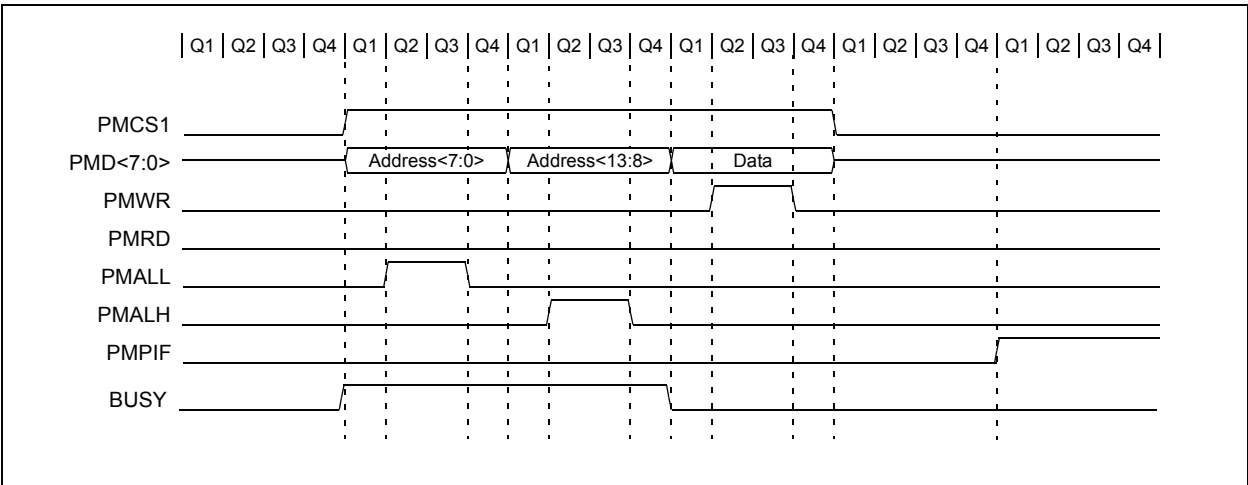 | Q1 | Q2 | Q3 | Q4 | Q1 | Q2 | Q3 | Q4 | Q1 | Q2 | Q3 | Q4 | Q1 | Q2 | Q3 | Q4 | Q1 | Q2 | Q3 | Q4 | Q1 | Q2 | Q3 | Q4 |
PMCS1
PMD<7:0> Address<7:0> Address<13:8> Data
PMWR
PMRD
PMALL
PMALH
PMPIF
BUSY